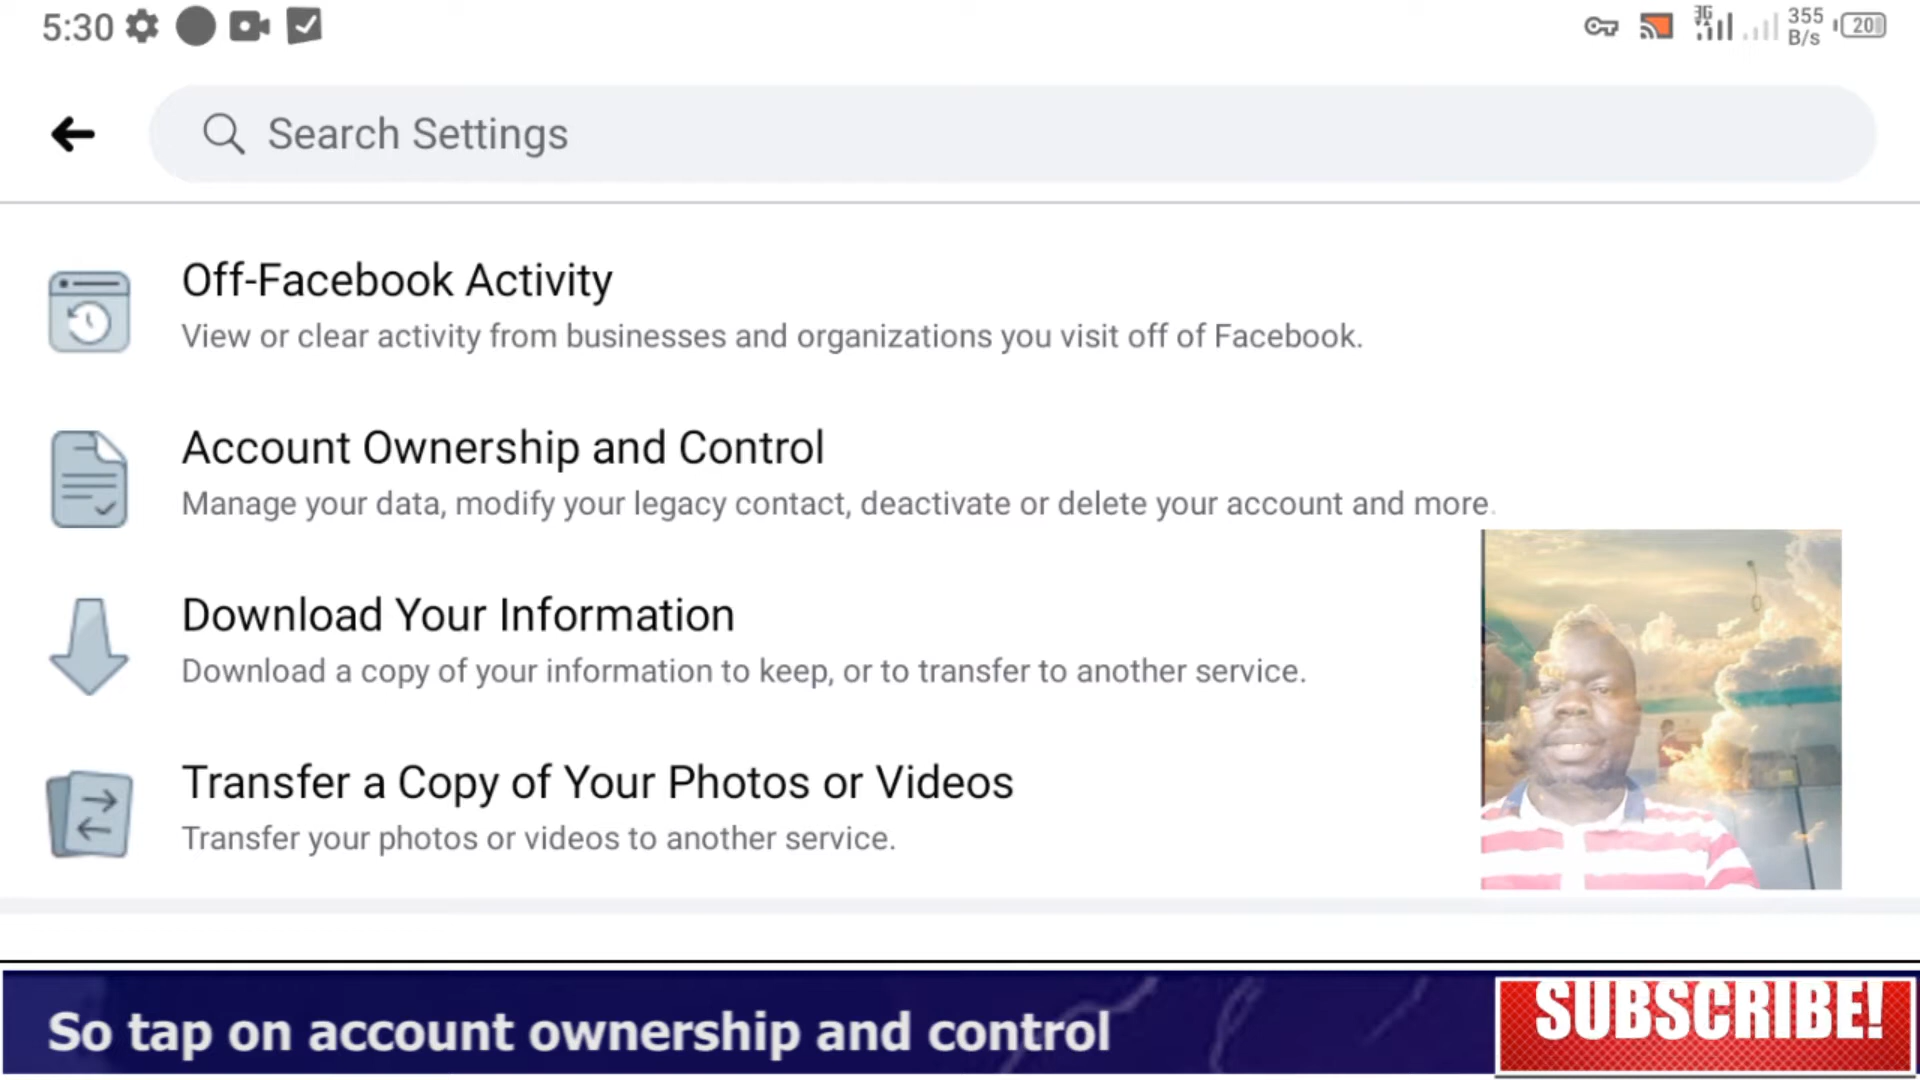 5:30
3G
355
B/s
20
Search Settings
Off-Facebook Activity
View or clear activity from businesses and organizations you visit off of Facebook.
Account Ownership and Control
Manage your data, modify your legacy contact, deactivate or delete your account and more.
Download Your Information
Download a copy of your information to keep, or to transfer to another service.
Transfer a Copy of Your Photos or Videos
Transfer your photos or videos to another service.
So tap on account ownership and control
SUBSCRIBE!